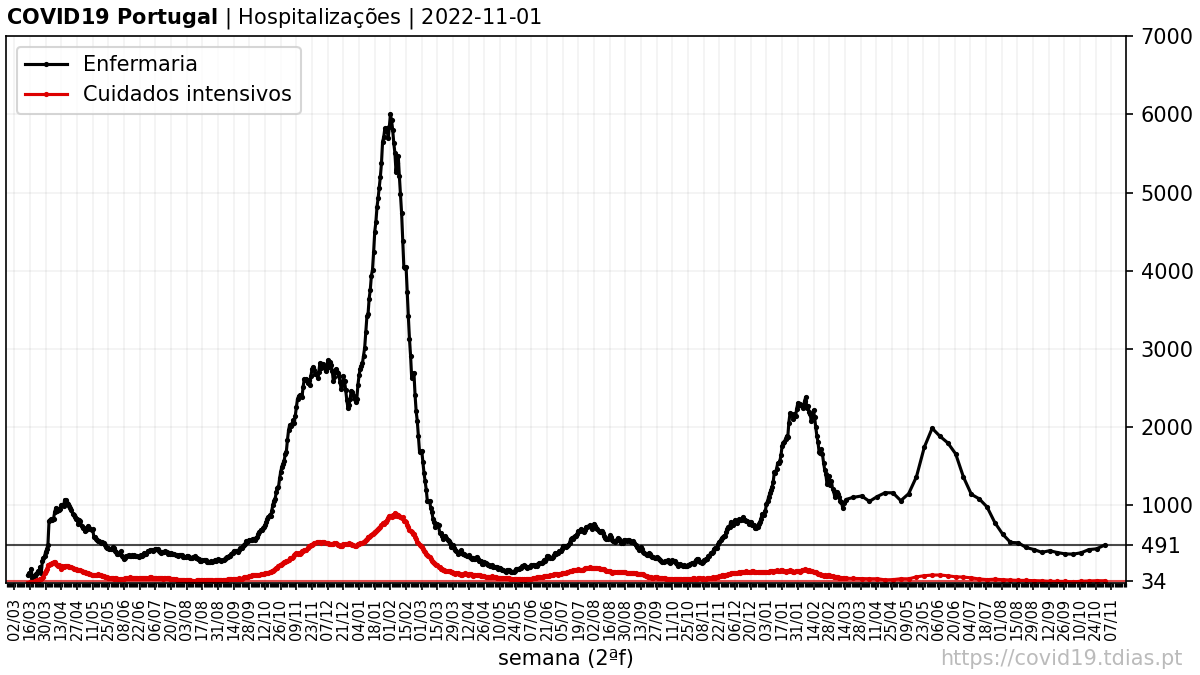 COVID19 Portugal | Hospitalizações | 2022-11-01
Enfermaria
Cuidados intensivos
7000
6000
5000
4000
3000
2000
1000
491
34
02/03 16/03 30/03 13/04 27/04 11/05 25/05 08/06 22/06 06/07 20/07 03/08 17/08 31/08 14/09 28/09 12/10 26/10 09/11 23/11 07/12 21/12 04/01 18/01 01/02 15/02 01/03 15/03 29/03 12/04 26/04 10/05 24/05 07/06 21/06 05/07 19/07 02/08 16/08 30/08 13/09 27/09 11/10 25/10 08/11 22/11 06/12 20/12 03/01 17/01 31/01 14/02 28/02 14/03 28/03 11/04 25/04 09/05 23/05 06/06 20/06 04/07 18/07 01/08 15/08 29/08 12/09 26/09 10/10 24/10 07/11
semana (2ªf)
https://covid19.tdias.pt